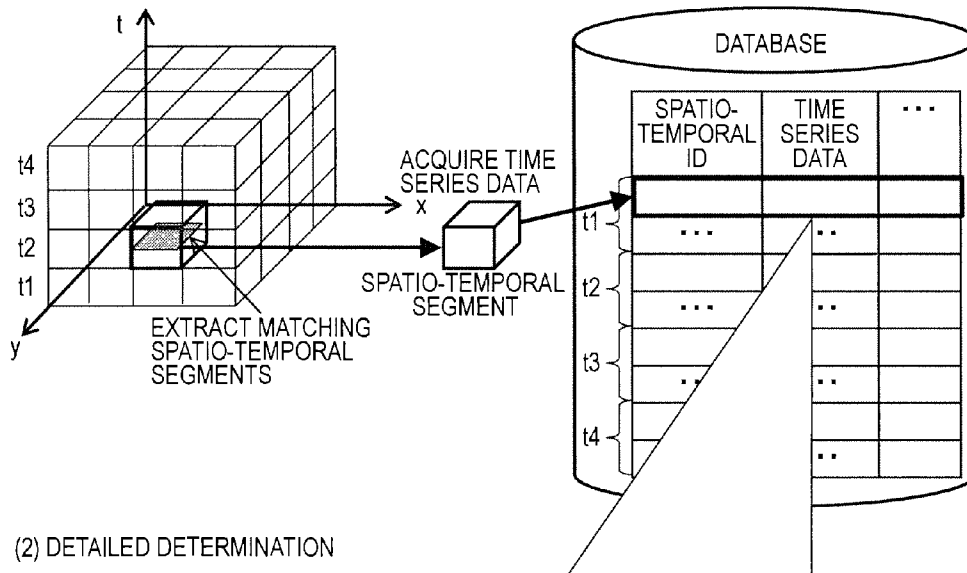 t
DATABASE
SPATIO-
TEMPORAL
ID
TIME
SERIES
DATA
...
t4
t3
t2
t1
ACQUIRE TIME
SERIES DATA
x
y
SPATIO-TEMPORAL
SEGMENT
EXTRACT MATCHING
SPATIO-TEMPORAL
SEGMENTS
t1
...
..
t2
...
..
t3
..
..
t4
..
(2) DETAILED DETERMINATION